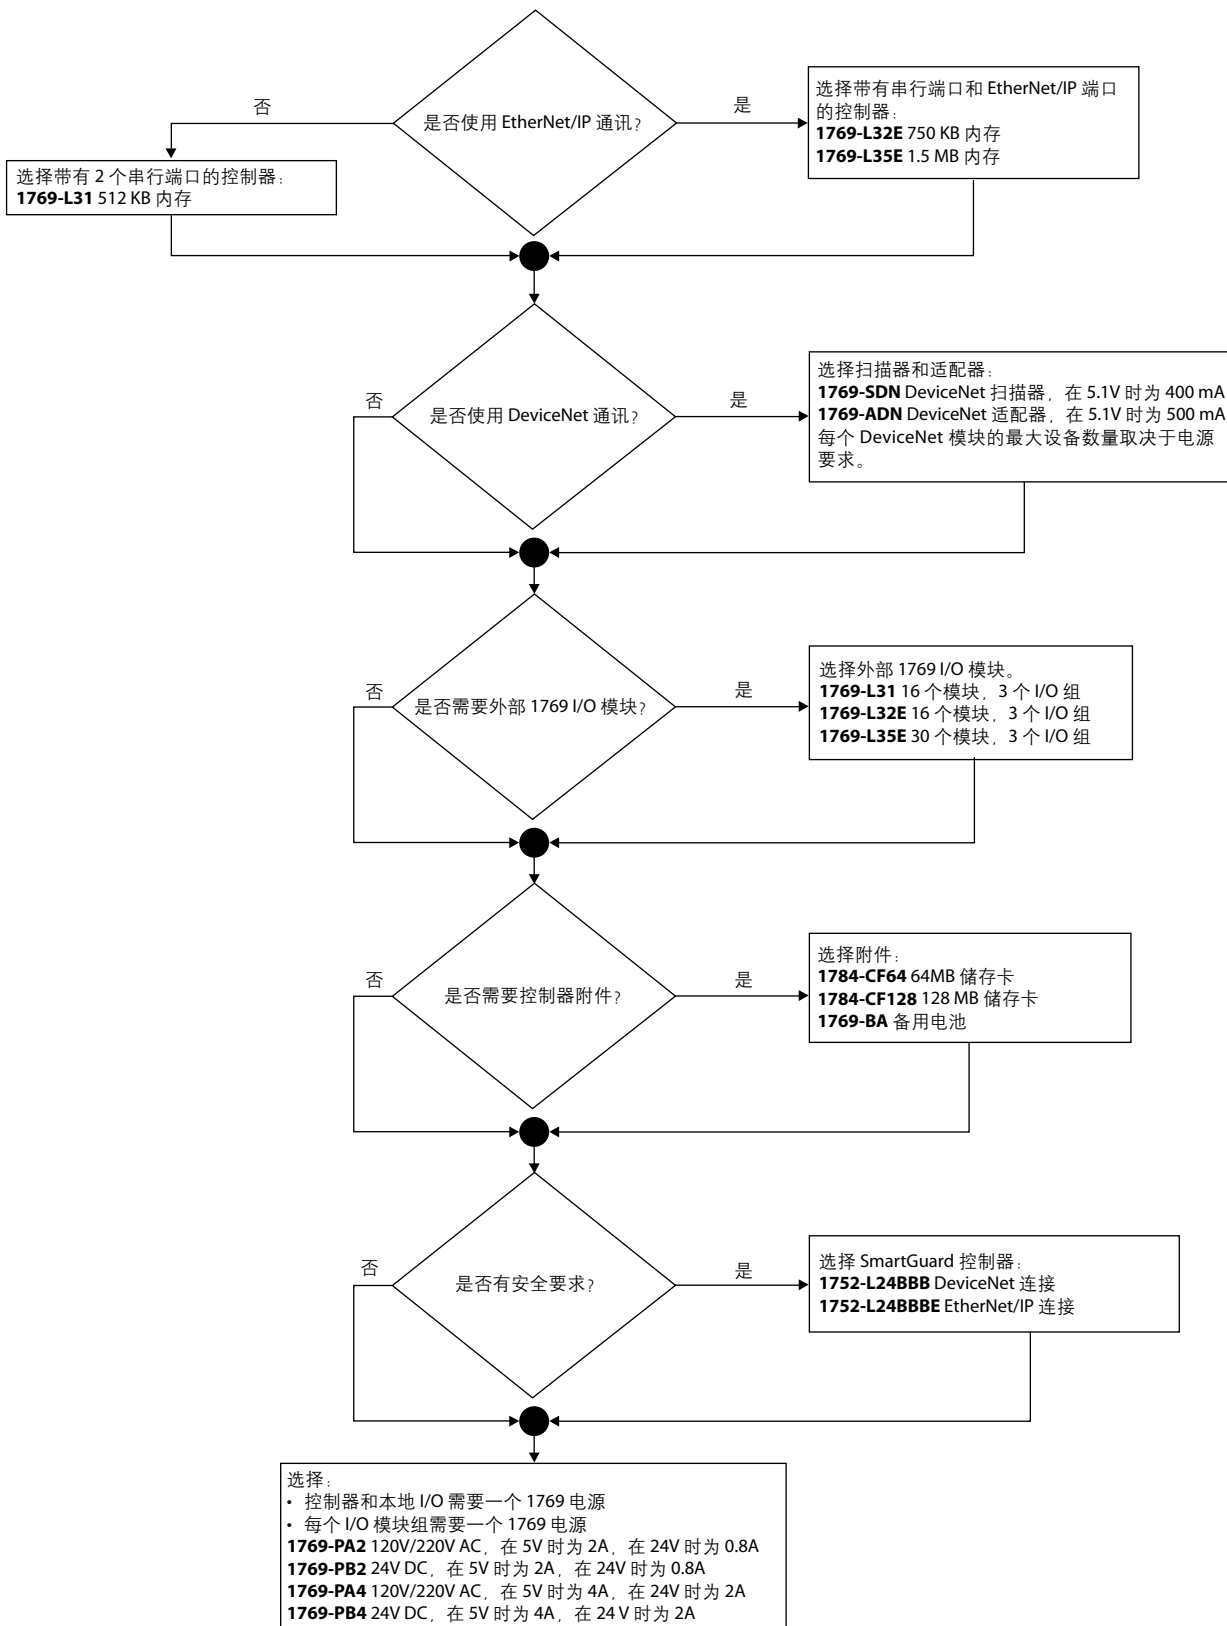 是否使用 EtherNet/IP 通讯?
否
是
选择带有串行端口和 EtherNet/IP 端口
的控制器:
1769-L32E 750 KB 内存
1769-L35E 1.5 MB 内存
选择带有 2 个串行端口的控制器:
1769-L31 512 KB 内存
是否使用 DeviceNet 通讯?
否
是
选择扫描器和适配器:
1769-SDN DeviceNet 扫描器,在 5.1V 时为 400 mA
1769-ADN DeviceNet 适配器,在 5.1V 时为 500 mA
每个 DeviceNet 模块的最大设备数量取决于电源
要求。
是否需要外部 1769 I/O 模块?
否
是
选择外部 1769 I/O 模块。
1769-L31 16 个模块,3 个 I/O 组
1769-L32E 16 个模块,3 个 I/O 组
1769-L35E 30 个模块,3 个 I/O 组
是否需要控制器附件?
否
是
选择附件:
1784-CF64 64MB 储存卡
1784-CF128 128 MB 储存卡
1769-BA 备用电池
是否有安全要求?
否
是
选择 SmartGuard 控制器:
1752-L24BBB DeviceNet 连接
1752-L24BBBE EtherNet/IP 连接
选择:
• 控制器和本地 I/O 需要一个 1769 电源
• 每个 I/O 模块组需要一个 1769 电源
1769-PA2 120V/220V AC,在 5V 时为 2A,在 24V 时为 0.8A
1769-PB2 24V DC,在 5V 时为 2A,在 24V 时为 0.8A
1769-PA4 120V/220V AC,在 5V 时为 4A,在 24V 时为 2A
1769-PB4 24V DC,在 5V 时为 4A,在 24 V 时为 2A